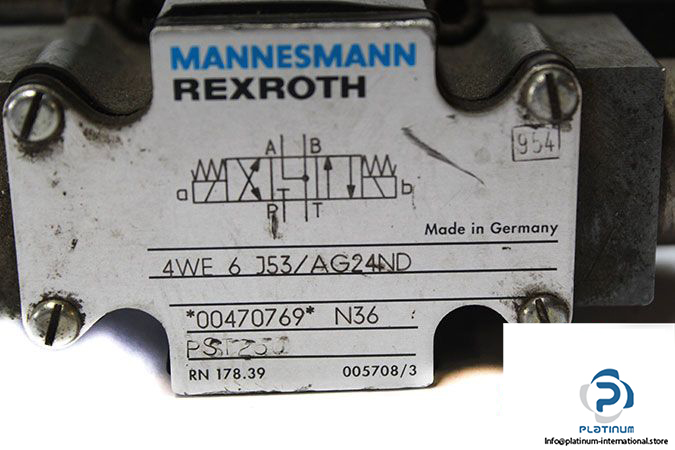 MANNESMANN
REXROTH
A B
954
a b
T
P T
Made in Germany
4WE 6 J53/AG24ND
*00470769* N36
RN 178.39 005708/3
PLATINUM
Info@platinum-international.store